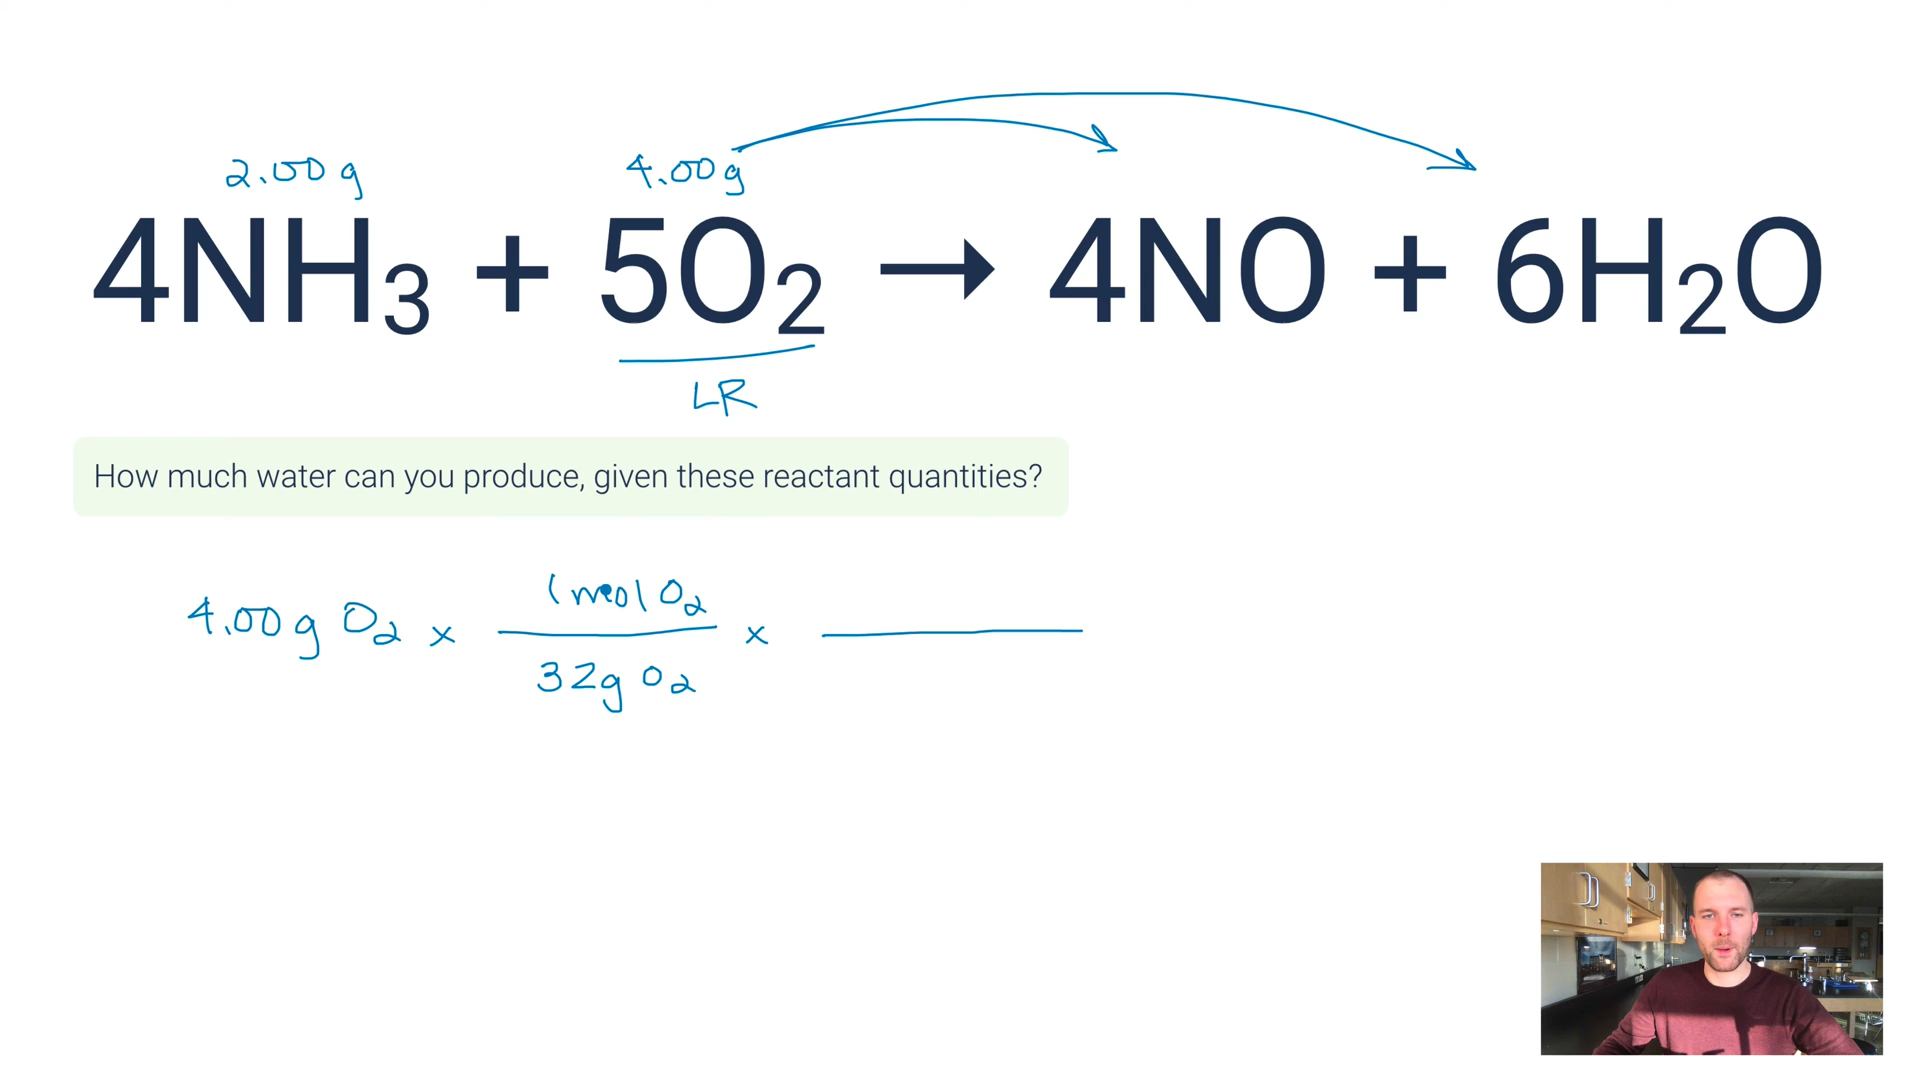 2.00 g 4.00 g
4NH₃ + 5O₂ → 4NO + 6H₂O
LR
How much water can you produce, given these reactant quantities?
4.00 g O₂ × 1 mol O₂ / 32 g O₂ ×